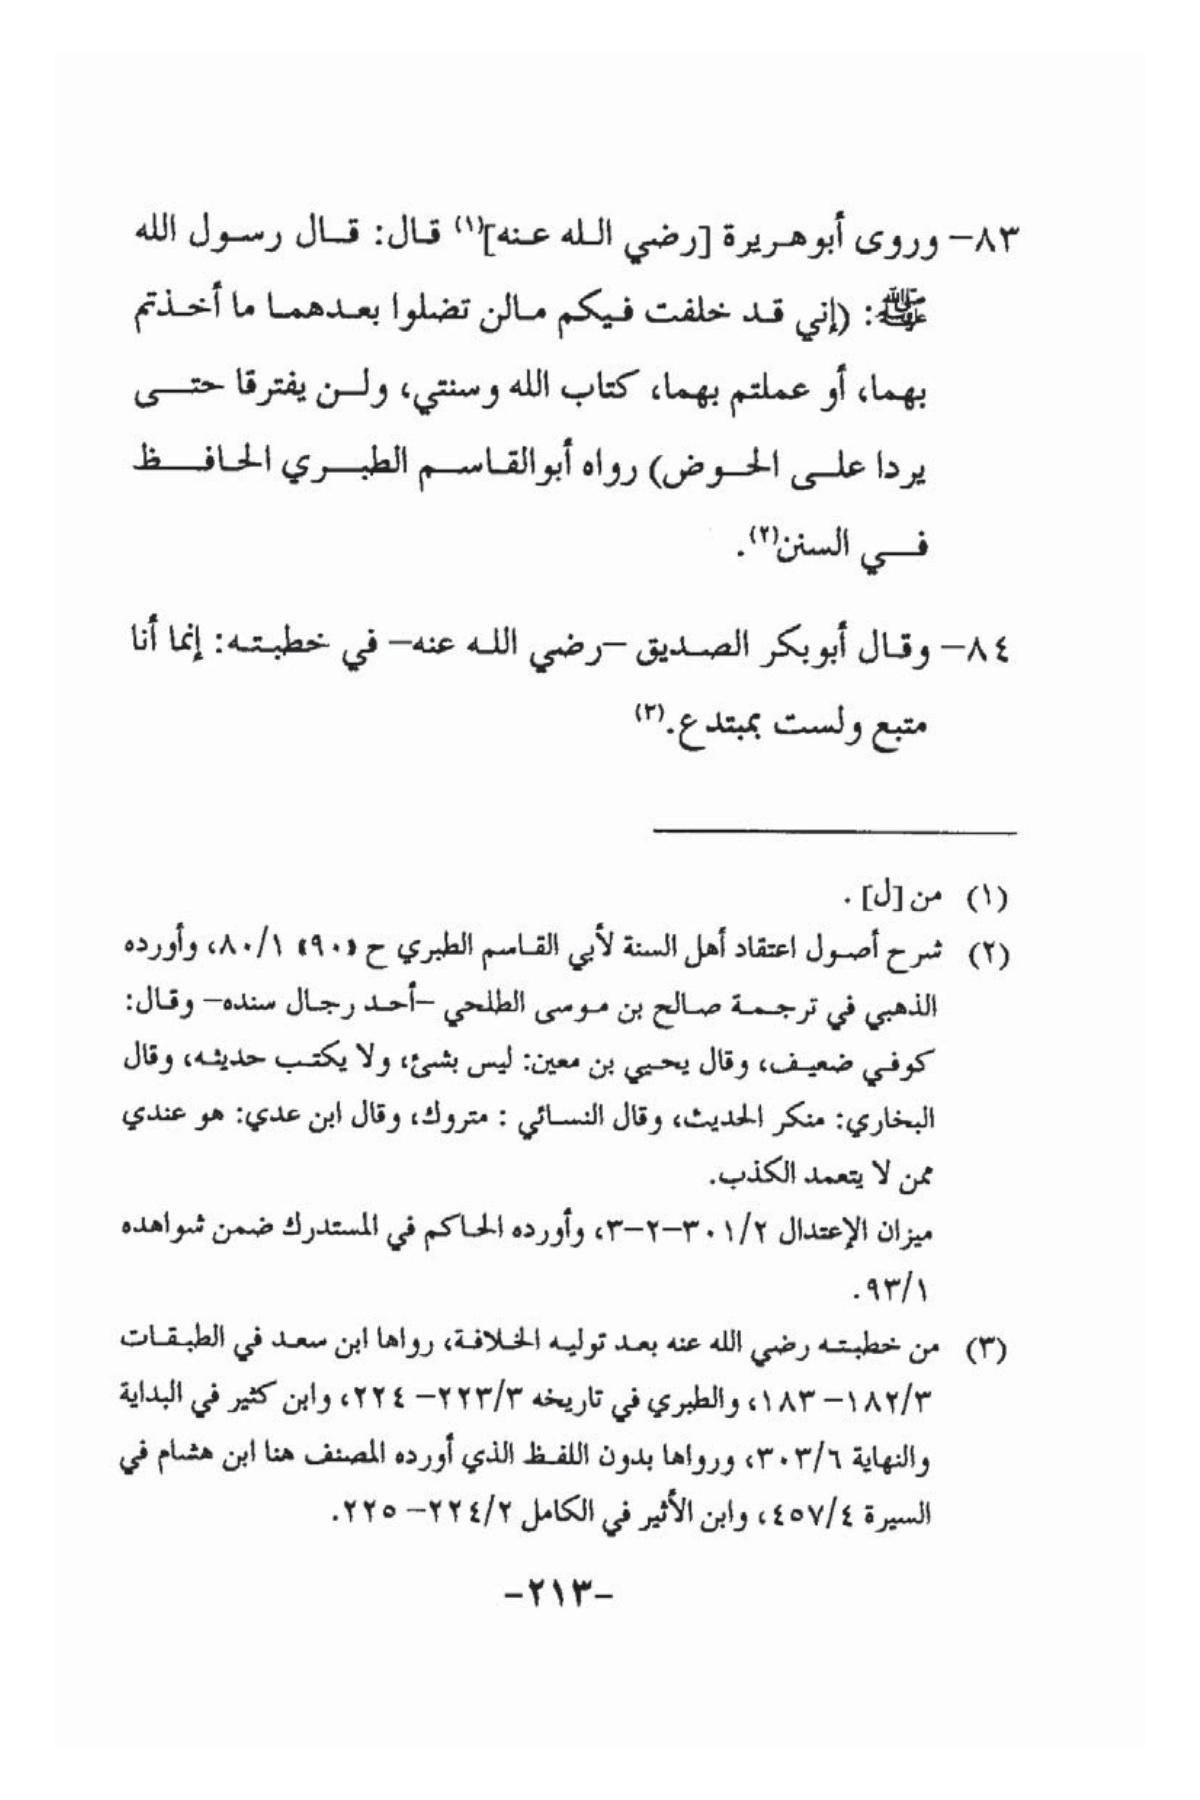 ٨٣– وروى أبوهريرة [رضي الله عنه](١) قال: قال رسول الله
ﷺ: (إني قد خلفت فيكم مالن تضلوا بعدهما ما أخذتم
بهما، أو عملتم بهما، كتاب الله وسنتي، ولن يفترقا حتى
يردا على الحوض) رواه أبوالقاسم الطبري الحافظ
في السنن(٢).
٨٤– وقال أبوبكر الصديق –رضي الله عنه– في خطبته: إنما أنا
متبع ولست بمبتدع.(٣)
(١) من [ل] .
(٢) شرح أصول اعتقاد أهل السنة لأبي القاسم الطبري ح «٩٠» ٨٠/١، وأورده
الذهبي في ترجمة صالح بن موسى الطلحي –أحد رجال سنده– وقال:
كوفي ضعيف، وقال يحيي بن معين: ليس بشئ، ولا يكتب حديثه، وقال
البخاري: منكر الحديث، وقال النسائي : متروك، وقال ابن عدي: هو عندي
ممن لا يتعمد الكذب.
ميزان الإعتدال ٣٠١/٢–٢–٣، وأورده الحاكم في المستدرك ضمن شواهده
٩٣/١.
(٣) من خطبته رضي الله عنه بعد توليه الخلافة، رواها ابن سعد في الطبقات
١٨٢/٣– ١٨٣، والطبري في تاريخه ٢٢٣/٣– ٢٢٤، وابن كثير في البداية
والنهاية ٣٠٣/٦، ورواها بدون اللفظ الذي أورده المصنف هنا ابن هشام في
السيرة ٤٥٧/٤، وابن الأثير في الكامل ٢٢٤/٢– ٢٢٥.
–٢١٣–